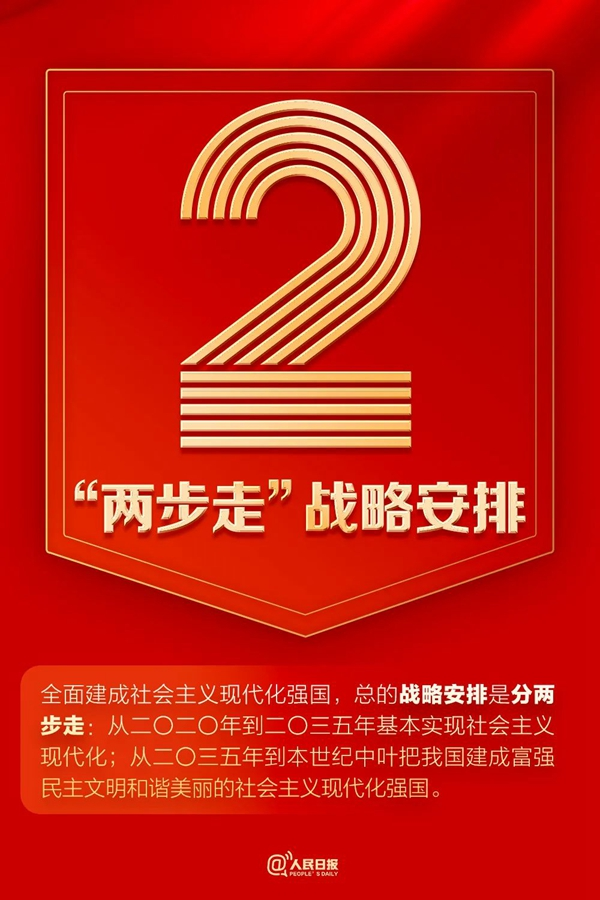 2
“两步走”战略安排
全面建成社会主义现代化强国，总的战略安排是分两
步走：从二〇二〇年到二〇三五年基本实现社会主义
现代化；从二〇三五年到本世纪中叶把我国建成富强
民主文明和谐美丽的社会主义现代化强国。
@人民日报
PEOPLE'S DAILY